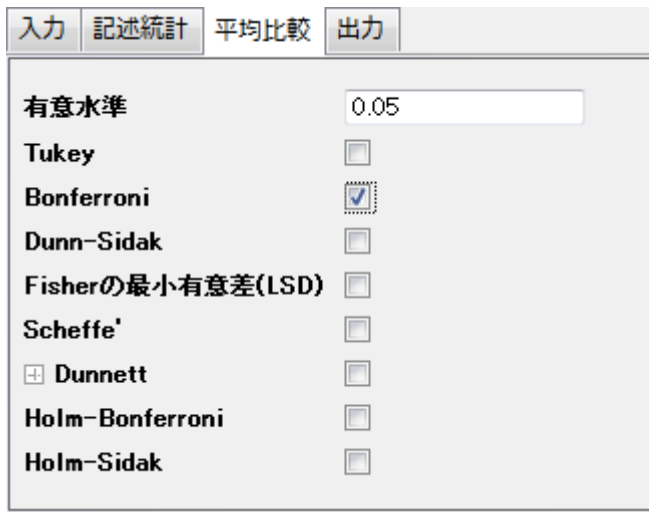 入力 記述統計 平均比較 出力
有意水準 0.05
Tukey
Bonferroni
Dunn-Sidak
Fisherの最小有意差(LSD)
Scheffe'
Dunnett
Holm-Bonferroni
Holm-Sidak